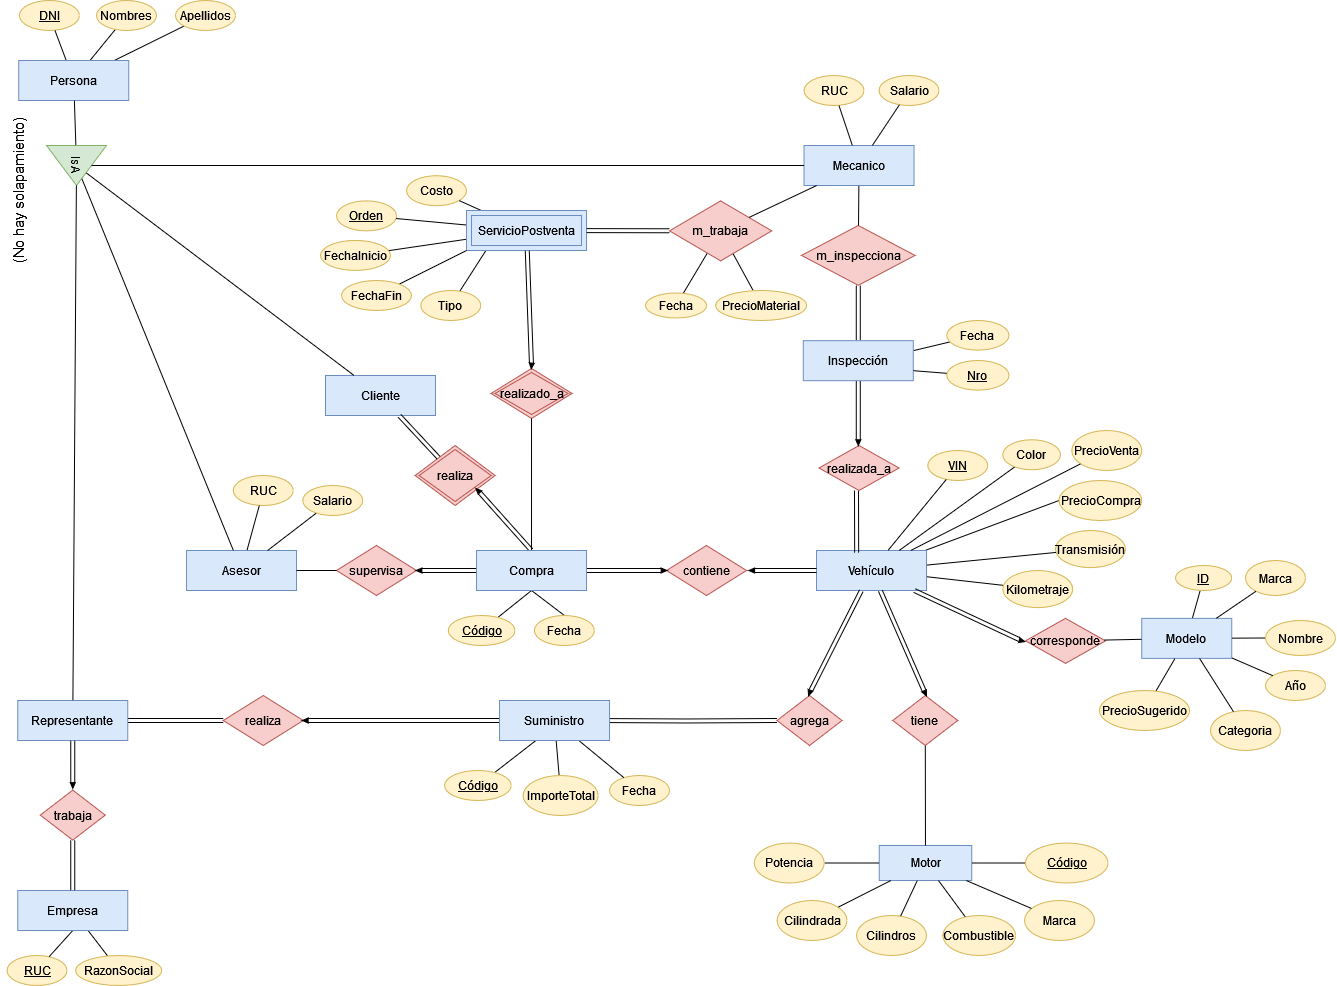 DNI
Nombres
Apellidos
Persona
(No hay solapamiento)
IsA
RUC
Salario
Mecanico
Costo
Orden
FechaInicio
FechaFin
Tipo
ServicioPostventa
m_trabaja
Fecha
PrecioMaterial
m_inspecciona
Fecha
Nro
Inspección
Cliente
realizado_a
realiza
realizada_a
RUC
Salario
Asesor
supervisa
Compra
Código
Fecha
contiene
VIN
Color
PrecioVenta
PrecioCompra
Transmisión
Kilometraje
Vehículo
corresponde
ID
Marca
Nombre
Año
Categoria
PrecioSugerido
Modelo
Representante
realiza
Suministro
Código
ImporteTotal
Fecha
agrega
tiene
trabaja
Empresa
RUC
RazonSocial
Motor
Potencia
Cilindrada
Cilindros
Combustible
Marca
Código